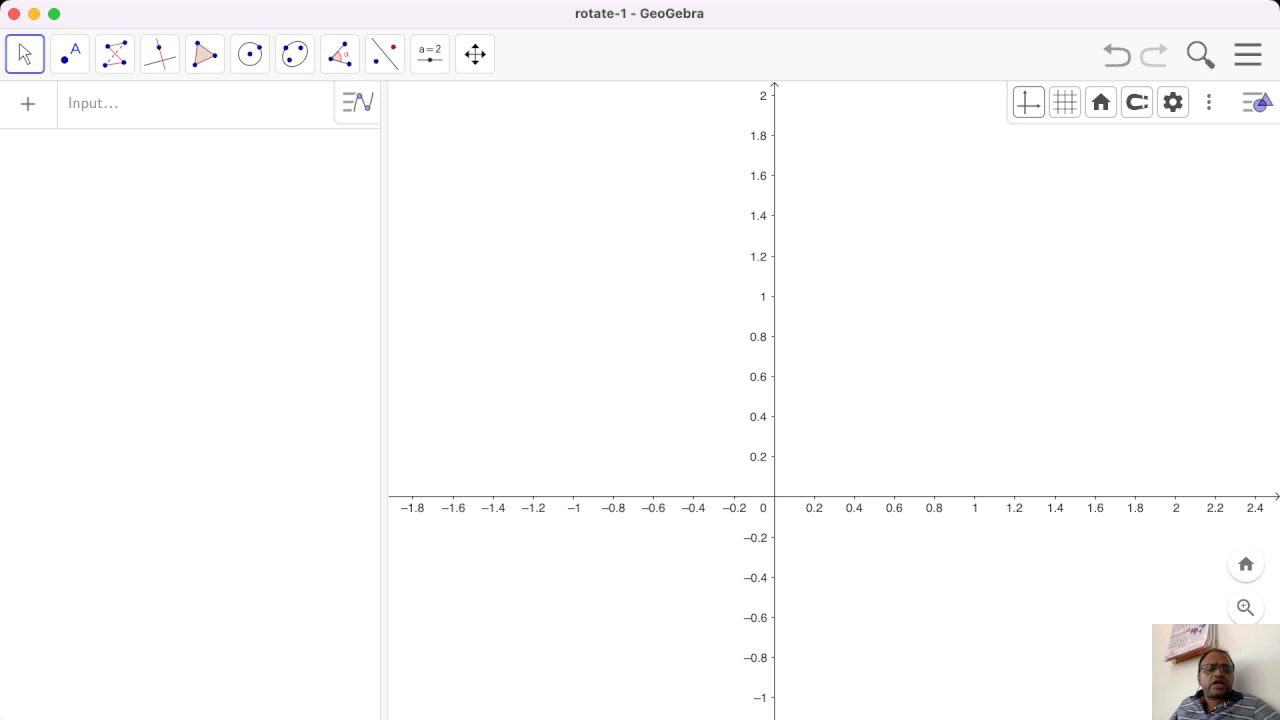 rotate-1 - GeoGebra
A
α
a=2
Input...
2
1.8
1.6
1.4
1.2
1
0.8
0.6
0.4
0.2
−1.8 −1.6 −1.4 −1.2 −1 −0.8 −0.6 −0.4 −0.2 0 0.2 0.4 0.6 0.8 1 1.2 1.4 1.6 1.8 2 2.2 2.4
−0.2
−0.4
−0.6
−0.8
−1